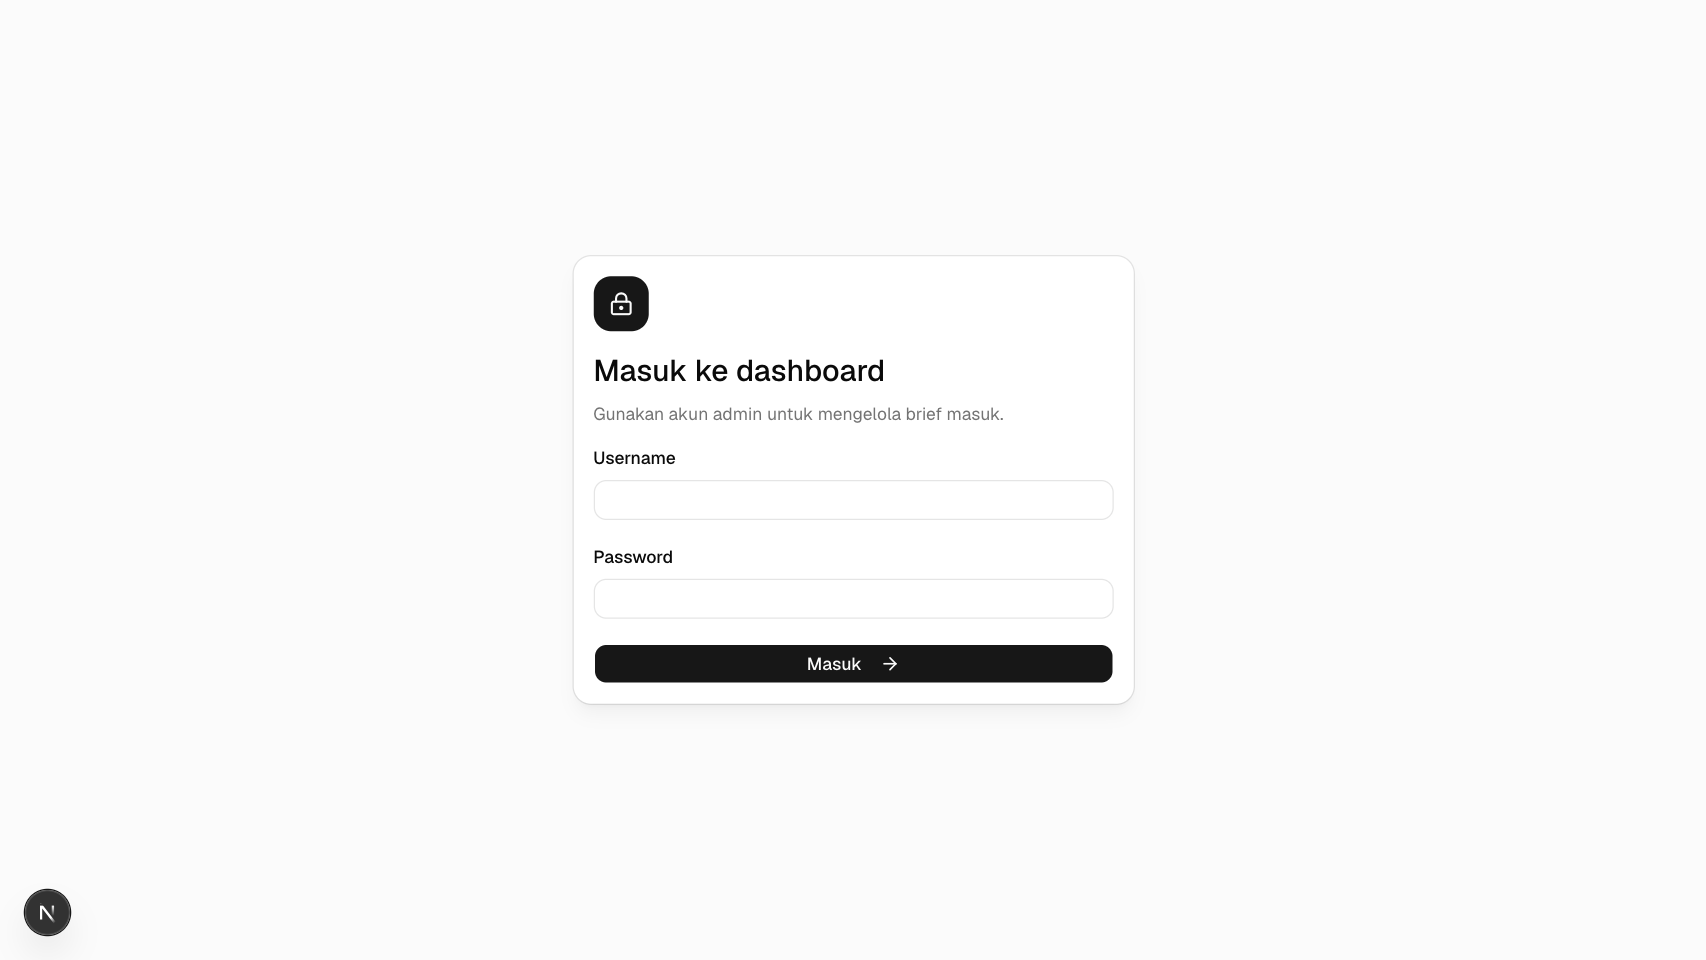 Masuk ke dashboard
Gunakan akun admin untuk mengelola brief masuk.
Username
Password
Masuk →
N